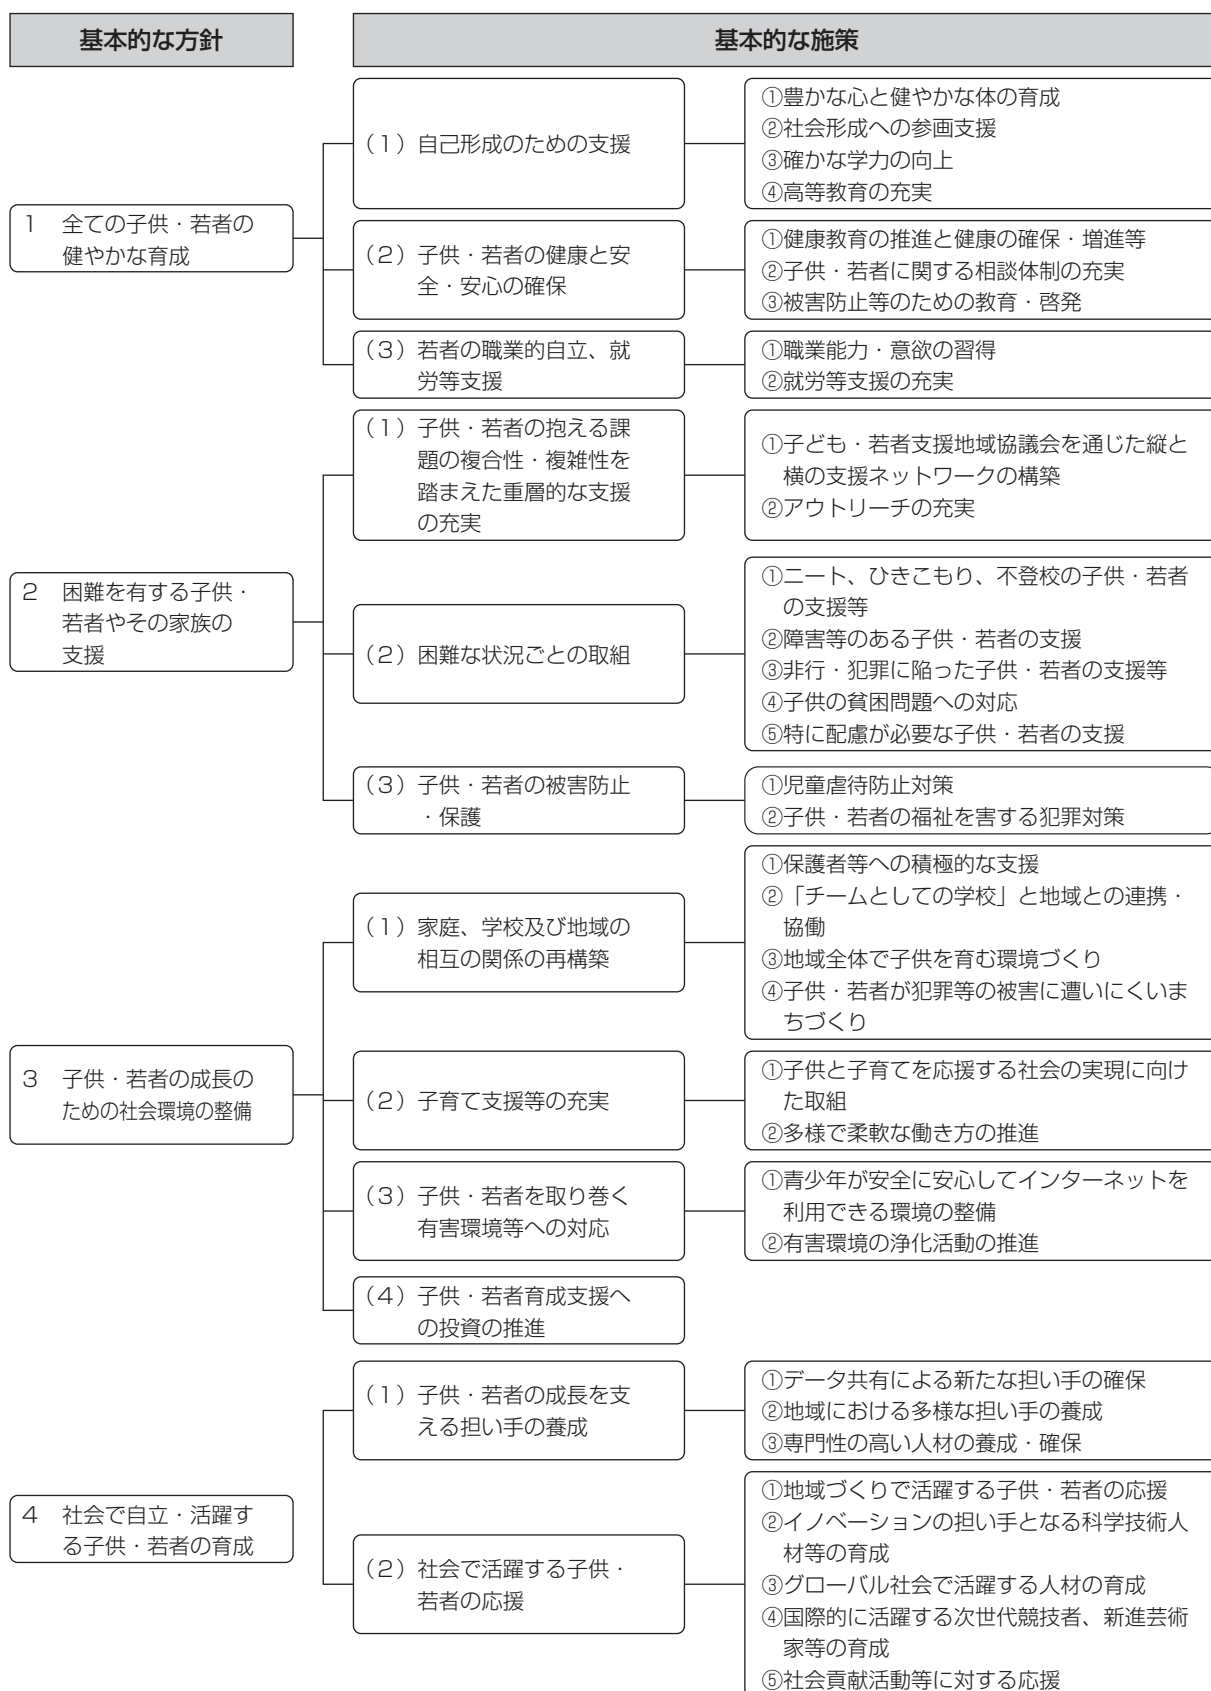 基本的な方針
基本的な施策
1　全ての子供・若者の
健やかな育成
（1）自己形成のための支援
①豊かな心と健やかな体の育成
②社会形成への参画支援
③確かな学力の向上
④高等教育の充実
（2）子供・若者の健康と安
全・安心の確保
①健康教育の推進と健康の確保・増進等
②子供・若者に関する相談体制の充実
③被害防止等のための教育・啓発
（3）若者の職業的自立、就
労等支援
①職業能力・意欲の習得
②就労等支援の充実
2　困難を有する子供・
若者やその家族の
支援
（1）子供・若者の抱える課
題の複合性・複雑性を
踏まえた重層的な支援
の充実
①子ども・若者支援地域協議会を通じた縦と
横の支援ネットワークの構築
②アウトリーチの充実
（2）困難な状況ごとの取組
①ニート、ひきこもり、不登校の子供・若者
の支援等
②障害等のある子供・若者の支援
③非行・犯罪に陥った子供・若者の支援等
④子供の貧困問題への対応
⑤特に配慮が必要な子供・若者の支援
（3）子供・若者の被害防止
・保護
①児童虐待防止対策
②子供・若者の福祉を害する犯罪対策
3　子供・若者の成長の
ための社会環境の整備
（1）家庭、学校及び地域の
相互の関係の再構築
①保護者等への積極的な支援
②「チームとしての学校」と地域との連携・
協働
③地域全体で子供を育む環境づくり
④子供・若者が犯罪等の被害に遭いにくいま
ちづくり
（2）子育て支援等の充実
①子供と子育てを応援する社会の実現に向け
た取組
②多様で柔軟な働き方の推進
（3）子供・若者を取り巻く
有害環境等への対応
①青少年が安全に安心してインターネットを
利用できる環境の整備
②有害環境の浄化活動の推進
（4）子供・若者育成支援へ
の投資の推進
4　社会で自立・活躍す
る子供・若者の育成
（1）子供・若者の成長を支
える担い手の養成
①データ共有による新たな担い手の確保
②地域における多様な担い手の養成
③専門性の高い人材の養成・確保
（2）社会で活躍する子供・
若者の応援
①地域づくりで活躍する子供・若者の応援
②イノベーションの担い手となる科学技術人
材等の育成
③グローバル社会で活躍する人材の育成
④国際的に活躍する次世代競技者、新進芸術
家等の育成
⑤社会貢献活動等に対する応援